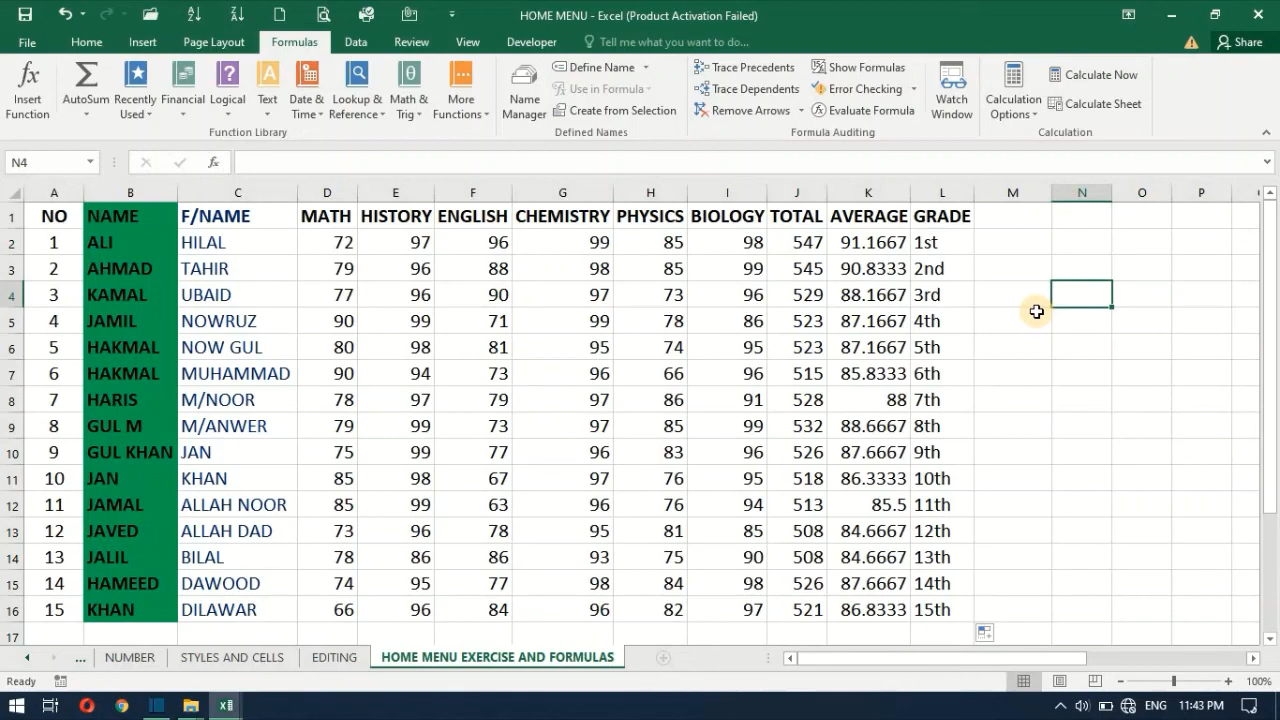 HOME MENU - Excel (Product Activation Failed)
File Home Insert Page Layout Formulas Data Review View Developer Tell me what you want to do... Share
Insert Function
AutoSum
Recently Used
Financial
Logical
Text
Date & Time
Lookup & Reference
Math & Trig
More Functions
Function Library
Name Manager
Define Name
Use in Formula
Create from Selection
Defined Names
Trace Precedents
Trace Dependents
Remove Arrows
Show Formulas
Error Checking
Evaluate Formula
Formula Auditing
Watch Window
Calculation Options
Calculate Now
Calculate Sheet
Calculation
N4 fx
A B C D E F G H I J K L M N O P
1 NO NAME F/NAME MATH HISTORY ENGLISH CHEMISTRY PHYSICS BIOLOGY TOTAL AVERAGE GRADE
2 1 ALI HILAL 72 97 96 99 85 98 547 91.1667 1st
3 2 AHMAD TAHIR 79 96 88 98 85 99 545 90.8333 2nd
4 3 KAMAL UBAID 77 96 90 97 73 96 529 88.1667 3rd
5 4 JAMIL NOWRUZ 90 99 71 99 78 86 523 87.1667 4th
6 5 HAKMAL NOW GUL 80 98 81 95 74 95 523 87.1667 5th
7 6 HAKMAL MUHAMMAD 90 94 73 96 66 96 515 85.8333 6th
8 7 HARIS M/NOOR 78 97 79 97 86 91 528 88 7th
9 8 GUL M M/ANWER 79 99 73 97 85 99 532 88.6667 8th
10 9 GUL KHAN JAN 75 99 77 96 83 96 526 87.6667 9th
11 10 JAN KHAN 85 98 67 97 76 95 518 86.3333 10th
12 11 JAMAL ALLAH NOOR 85 99 63 96 76 94 513 85.5 11th
13 12 JAVED ALLAH DAD 73 96 78 95 81 85 508 84.6667 12th
14 13 JALIL BILAL 78 86 86 93 75 90 508 84.6667 13th
15 14 HAMEED DAWOOD 74 95 77 98 84 98 526 87.6667 14th
16 15 KHAN DILAWAR 66 96 84 96 82 97 521 86.8333 15th
17
... NUMBER STYLES AND CELLS EDITING HOME MENU EXERCISE AND FORMULAS
Ready 100%
ENG 11:43 PM